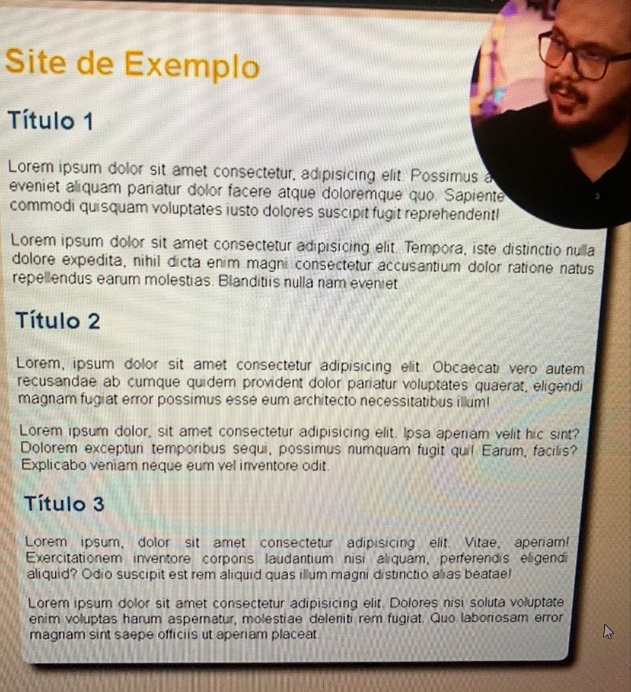 Site de Exemplo
Título 1
Lorem ipsum dolor sit amet consectetur, adipisicing elit. Possimus a
eveniet aliquam pariatur dolor facere atque doloremque quo. Sapiente
commodi quisquam voluptates iusto dolores suscipit fugit reprehenderit!
Lorem ipsum dolor sit amet consectetur adipisicing elit. Tempora, iste distinctio nulla
dolore expedita, nihil dicta enim magni consectetur accusantium dolor ratione natus
repellendus earum molestias. Blanditiis nulla nam eveniet.
Título 2
Lorem, ipsum dolor sit amet consectetur adipisicing elit. Obcaecati vero autem
recusandae ab cumque quidem provident dolor pariatur voluptates quaerat, eligendi
magnam fugiat error possimus esse eum architecto necessitatibus illum!
Lorem ipsum dolor, sit amet consectetur adipisicing elit. Ipsa aperiam velit hic sint?
Dolorem excepturi temporibus sequi, possimus numquam fugit qui! Earum, facilis?
Explicabo veniam neque eum vel inventore odit.
Título 3
Lorem ipsum, dolor sit amet consectetur adipisicing elit. Vitae, aperiam!
Exercitationem inventore corporis laudantium nisi aliquam, perferendis eligendi
aliquid? Odio suscipit est rem aliquid quas illum magni distinctio alias beatae!
Lorem ipsum dolor sit amet consectetur adipisicing elit. Dolores nisi soluta voluptate
enim voluptas harum aspernatur, molestiae deleniti rem fugiat. Quo laboriosam error
magnam sint saepe officiis ut aperiam placeat.